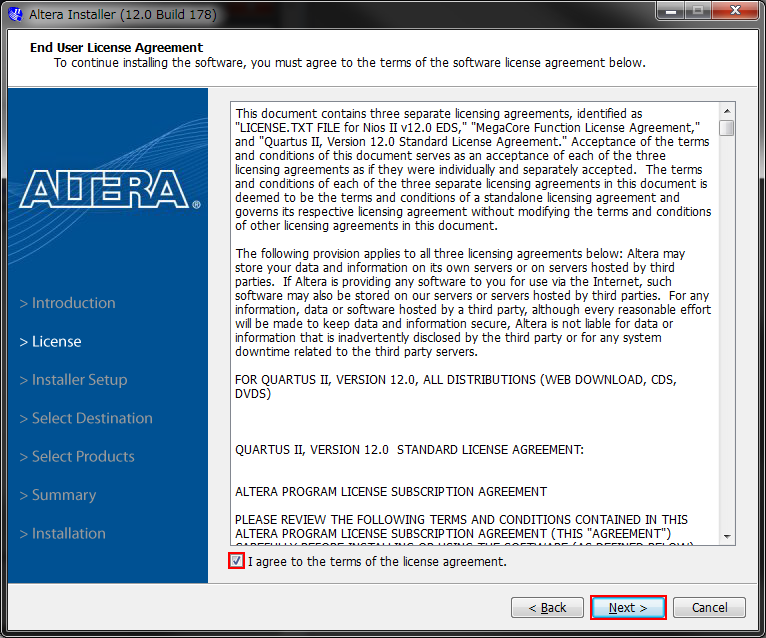 Altera Installer (12.0 Build 178)
End User License Agreement
To continue installing the software, you must agree to the terms of the software license agreement below.
ALTERA®
> Introduction
> License
> Installer Setup
> Select Destination
> Select Products
> Summary
> Installation
This document contains three separate licensing agreements, identified as
"LICENSE.TXT FILE for Nios II v12.0 EDS," "MegaCore Function License Agreement,"
and "Quartus II, Version 12.0 Standard License Agreement." Acceptance of the terms
and conditions of this document serves as an acceptance of each of the three
licensing agreements as if they were individually and separately accepted.  The terms
and conditions of each of the three separate licensing agreements in this document is
deemed to be the terms and conditions of a standalone licensing agreement and
governs its respective licensing agreement without modifying the terms and conditions
of other licensing agreements in this document.
The following provision applies to all three licensing agreements below: Altera may
store your data and information on its own servers or on servers hosted by third
parties.  If Altera is providing any software to you for use via the Internet, such
software may also be stored on our servers or servers hosted by third parties.  For any
information, data or software hosted by a third party, although every reasonable effort
will be made to keep data and information secure, Altera is not liable for data or
information that is inadvertently disclosed by the third party or for any system
downtime related to the third party servers.
FOR QUARTUS II, VERSION 12.0, ALL DISTRIBUTIONS (WEB DOWNLOAD, CDS,
DVDS)
QUARTUS II, VERSION 12.0  STANDARD LICENSE AGREEMENT:
ALTERA PROGRAM LICENSE SUBSCRIPTION AGREEMENT
PLEASE REVIEW THE FOLLOWING TERMS AND CONDITIONS CONTAINED IN THIS
ALTERA PROGRAM LICENSE SUBSCRIPTION AGREEMENT (THIS "AGREEMENT")
CAREFULLY BEFORE INSTALLING OR USING THE SOFTWARE (AS DEFINED BELOW)
I agree to the terms of the license agreement.
< Back
Next >
Cancel